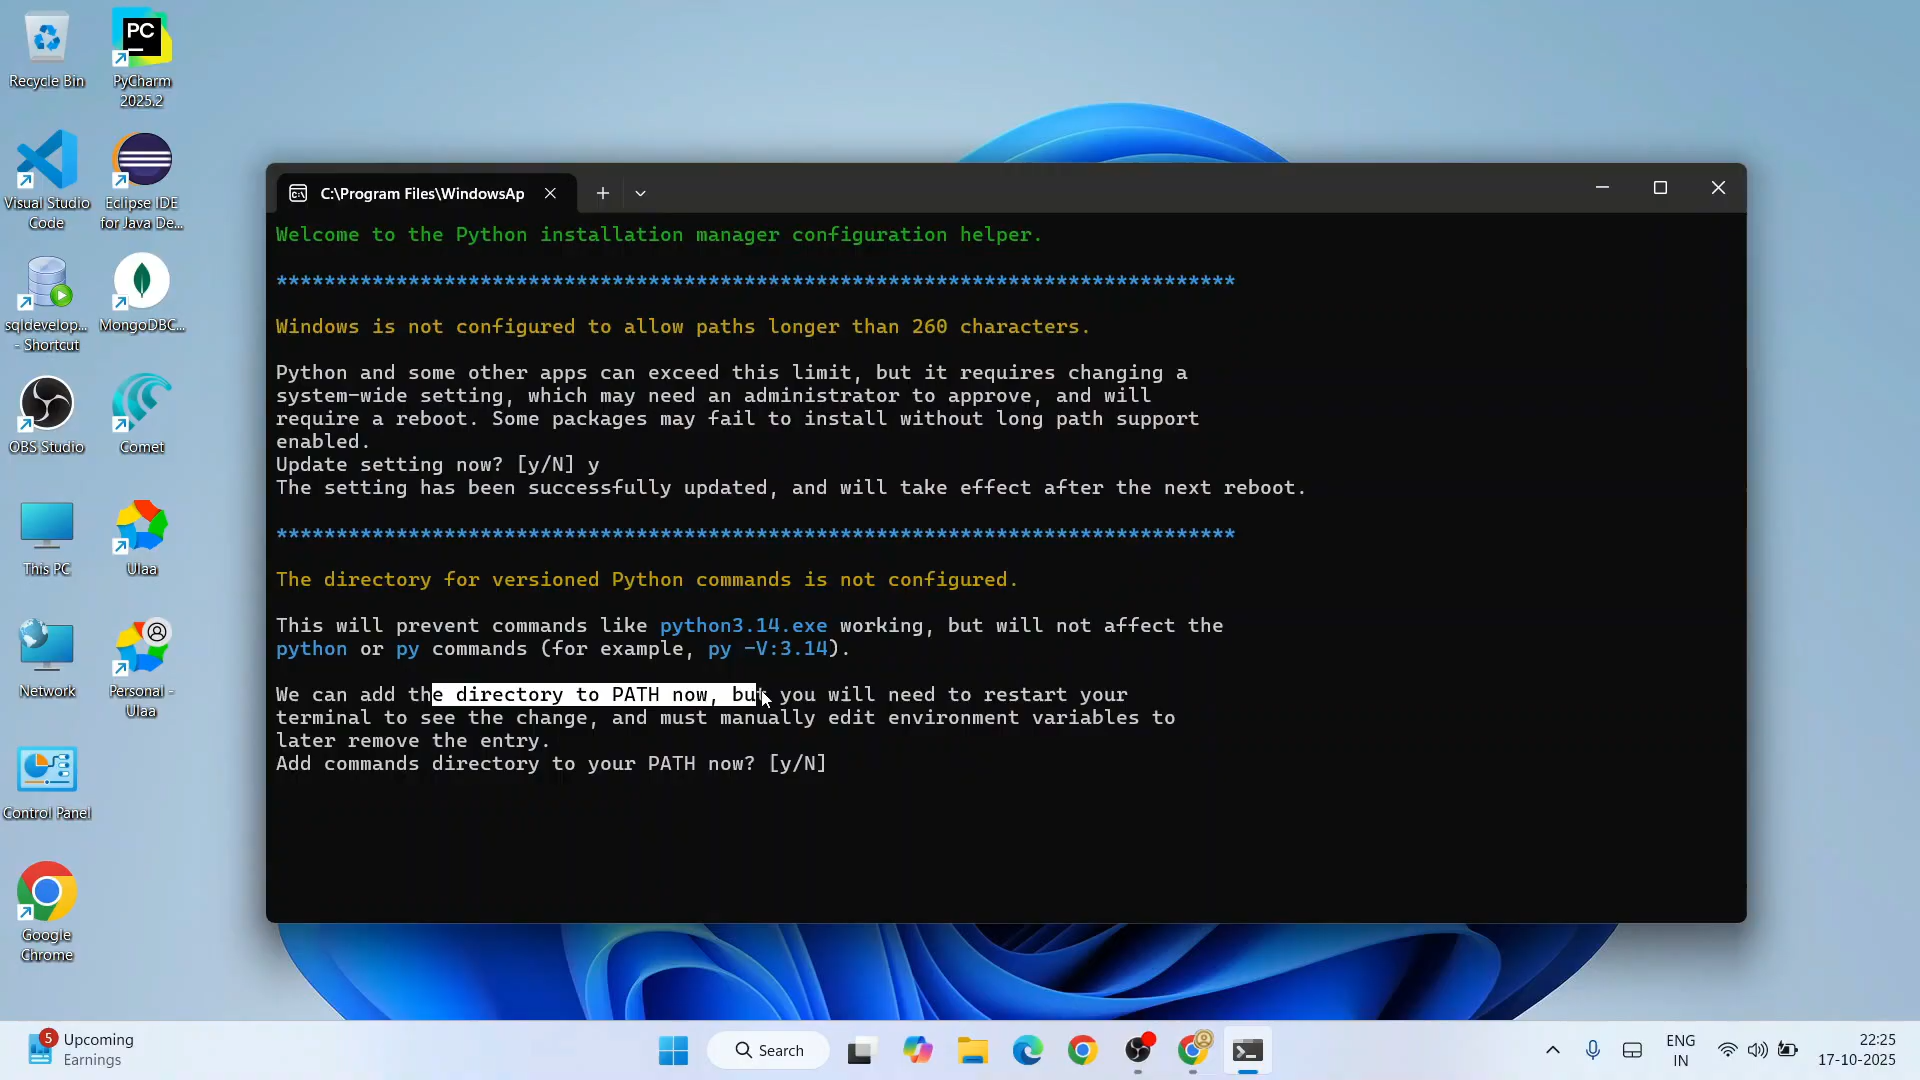 Recycle Bin
PC
PyCharm
2025.2
Visual Studio
Code
Eclipse IDE
for Java De...
sqldevelop...
- Shortcut
MongoDBC...
OBS Studio
Comet
This PC
Ulaa
Network
Personal -
Ulaa
Control Panel
Google
Chrome
C:\Program Files\WindowsAp
Welcome to the Python installation manager configuration helper.
********************************************************************************
Windows is not configured to allow paths longer than 260 characters.
Python and some other apps can exceed this limit, but it requires changing a
system-wide setting, which may need an administrator to approve, and will
require a reboot. Some packages may fail to install without long path support
enabled.
Update setting now? [y/N] y
The setting has been successfully updated, and will take effect after the next reboot.
********************************************************************************
The directory for versioned Python commands is not configured.
This will prevent commands like python3.14.exe working, but will not affect the
python or py commands (for example, py -V:3.14).
We can add the directory to PATH now, but you will need to restart your
terminal to see the change, and must manually edit environment variables to
later remove the entry.
Add commands directory to your PATH now? [y/N]
5
Upcoming
Earnings
Search
ENG
IN
22:25
17-10-2025